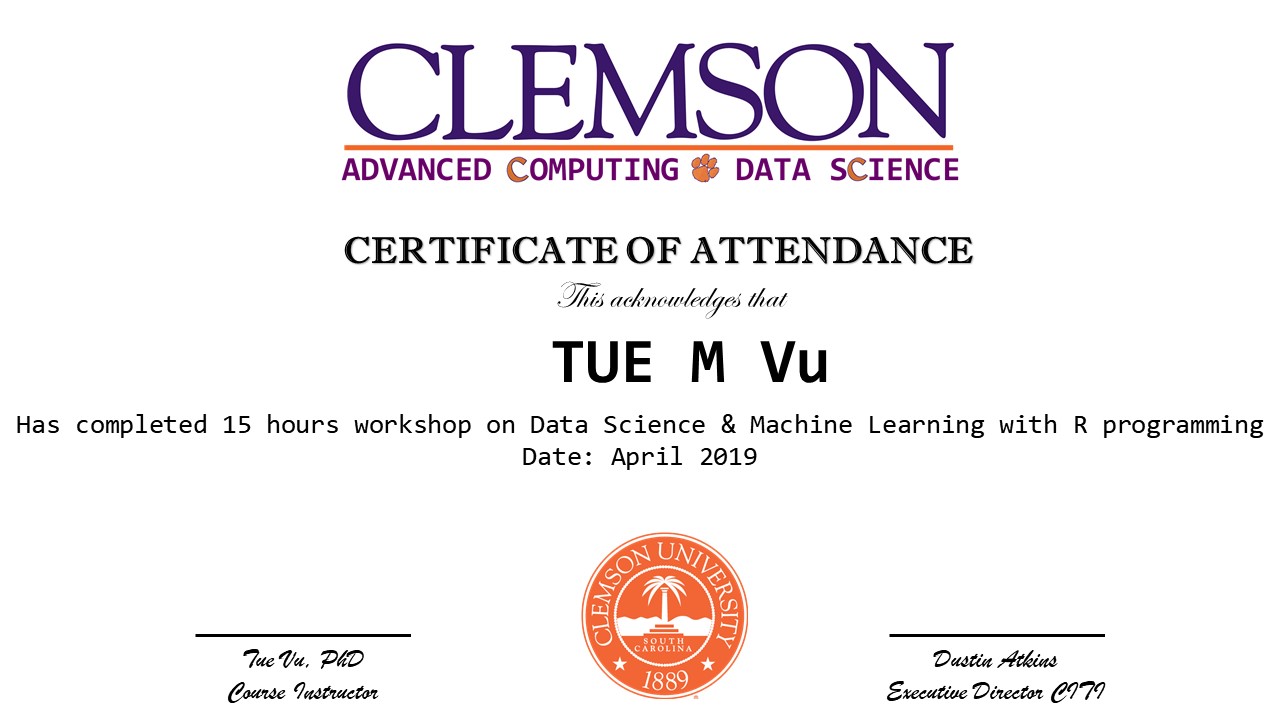 CLEMSON
ADVANCED COMPUTING DATA SCIENCE
CERTIFICATE OF ATTENDANCE
This acknowledges that
TUE M Vu
Has completed 15 hours workshop on Data Science & Machine Learning with R programming
Date: April 2019
CLEMSON UNIVERSITY
SOUTH
CAROLINA
1889
Tue Vu, PhD
Course Instructor
Dustin Atkins
Executive Director CITI